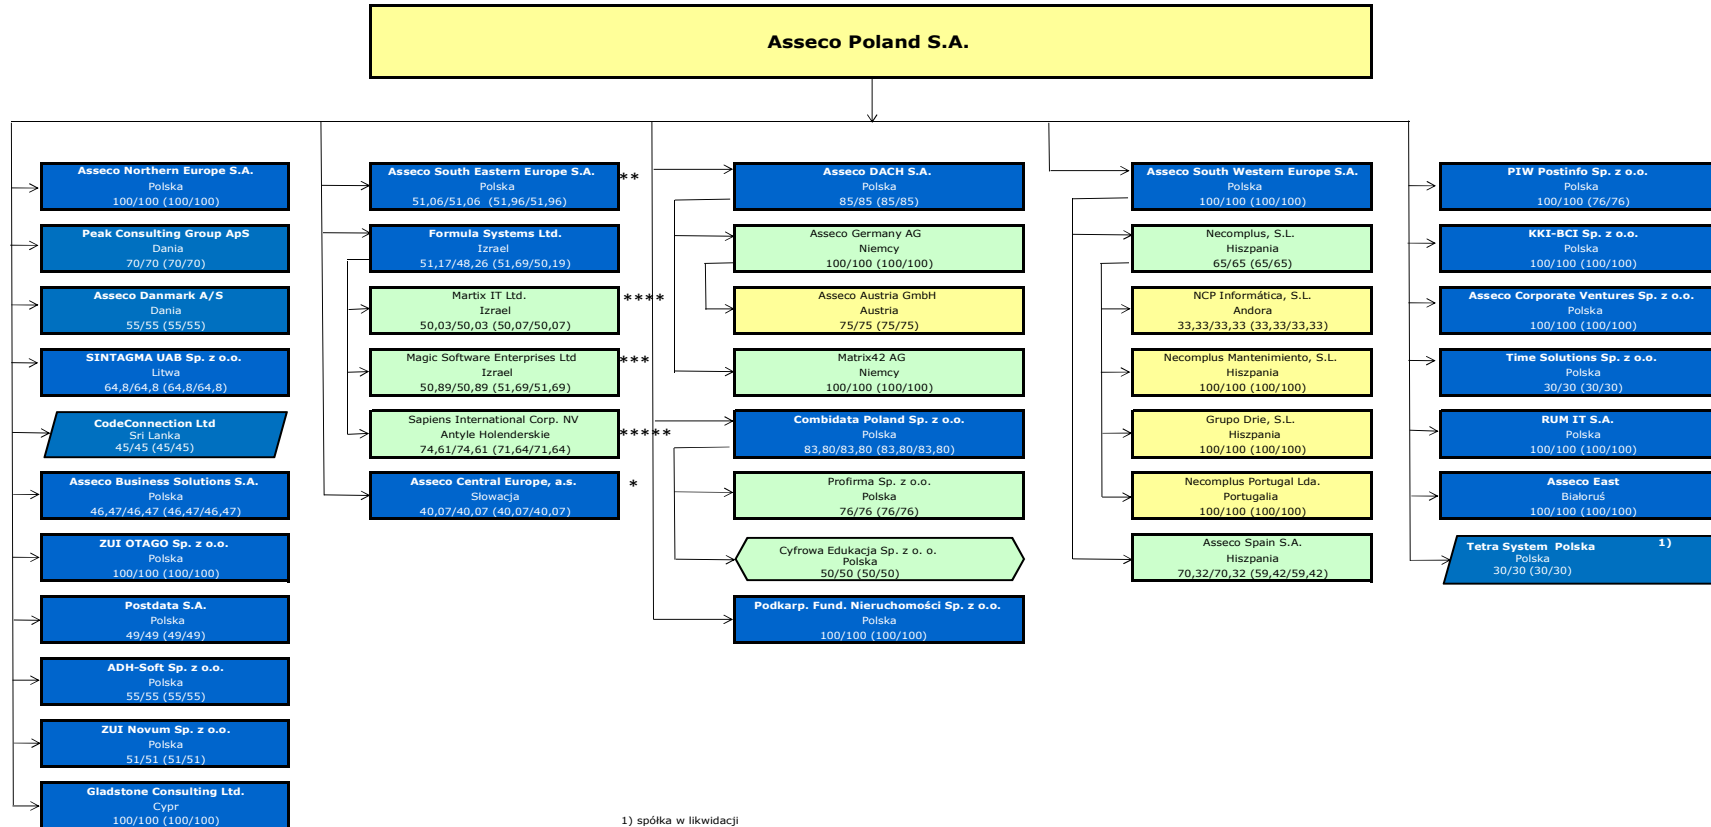 Asseco Poland S.A.
Asseco Northern Europe S.A.
Polska
100/100 (100/100)
Peak Consulting Group ApS
Dania
70/70 (70/70)
Asseco Danmark A/S
Dania
55/55 (55/55)
SINTAGMA UAB Sp. z o.o.
Litwa
64,8/64,8 (64,8/64,8)
CodeConnection Ltd
Sri Lanka
45/45 (45/45)
Asseco Business Solutions S.A.
Polska
46,47/46,47 (46,47/46,47)
ZUI OTAGO Sp. z o.o.
Polska
100/100 (100/100)
Postdata S.A.
Polska
49/49 (49/49)
ADH-Soft Sp. z o.o.
Polska
55/55 (55/55)
ZUI Novum Sp. z o.o.
Polska
51/51 (51/51)
Gladstone Consulting Ltd.
Cypr
100/100 (100/100)
Asseco South Eastern Europe S.A. **
Polska
51,06/51,06 (51,96/51,96)
Formula Systems Ltd.
Izrael
51,17/48,26 (51,69/50,19)
Martix IT Ltd. ****
Izrael
50,03/50,03 (50,07/50,07)
Magic Software Enterprises Ltd ***
Izrael
50,89/50,89 (51,69/51,69)
Sapiens International Corp. NV
Antyle Holenderskie *****
74,61/74,61 (71,64/71,64)
Asseco Central Europe, a.s. *
Słowacja
40,07/40,07 (40,07/40,07)
Asseco DACH S.A.
Polska
85/85 (85/85)
Asseco Germany AG
Niemcy
100/100 (100/100)
Asseco Austria GmbH
Austria
75/75 (75/75)
Matrix42 AG
Niemcy
100/100 (100/100)
Combidata Poland Sp. z o.o.
Polska
83,80/83,80 (83,80/83,80)
Profirma Sp. z o.o.
Polska
76/76 (76/76)
Cyfrowa Edukacja Sp. z o. o.
Polska
50/50 (50/50)
Podkarp. Fund. Nieruchomości Sp. z o.o.
Polska
100/100 (100/100)
Asseco South Western Europe S.A.
Polska
100/100 (100/100)
Necomplus, S.L.
Hiszpania
65/65 (65/65)
NCP Informática, S.L.
Andora
33,33/33,33 (33,33/33,33)
Necomplus Mantenimiento, S.L.
Hiszpania
100/100 (100/100)
Grupo Drie, S.L.
Hiszpania
100/100 (100/100)
Necomplus Portugal Lda.
Portugalia
100/100 (100/100)
Asseco Spain S.A.
Hiszpania
70,32/70,32 (59,42/59,42)
PIW Postinfo Sp. z o.o.
Polska
100/100 (76/76)
KKI-BCI Sp. z o.o.
Polska
100/100 (100/100)
Asseco Corporate Ventures Sp. z o.o.
Polska
100/100 (100/100)
Time Solutions Sp. z o.o.
Polska
30/30 (30/30)
RUM IT S.A.
Polska
100/100 (100/100)
Asseco East
Białoruś
100/100 (100/100)
Tetra System Polska 1)
Polska
30/30 (30/30)
1) spółka w likwidacji